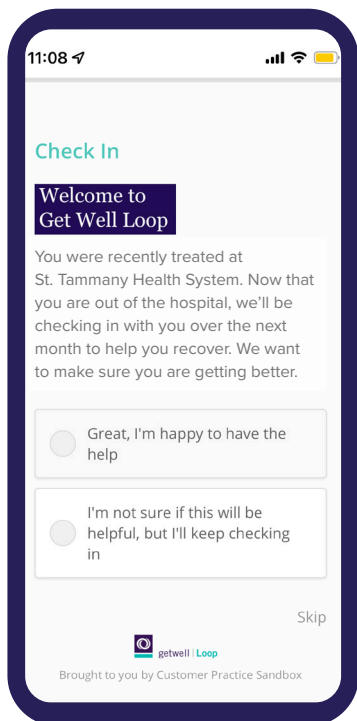 11:08
Check In
Welcome to
Get Well Loop
You were recently treated at
St. Tammany Health System. Now that
you are out of the hospital, we’ll be
checking in with you over the next
month to help you recover. We want
to make sure you are getting better.
Great, I'm happy to have the
help
I'm not sure if this will be
helpful, but I'll keep checking
in
Skip
getwell | Loop
Brought to you by Customer Practice Sandbox